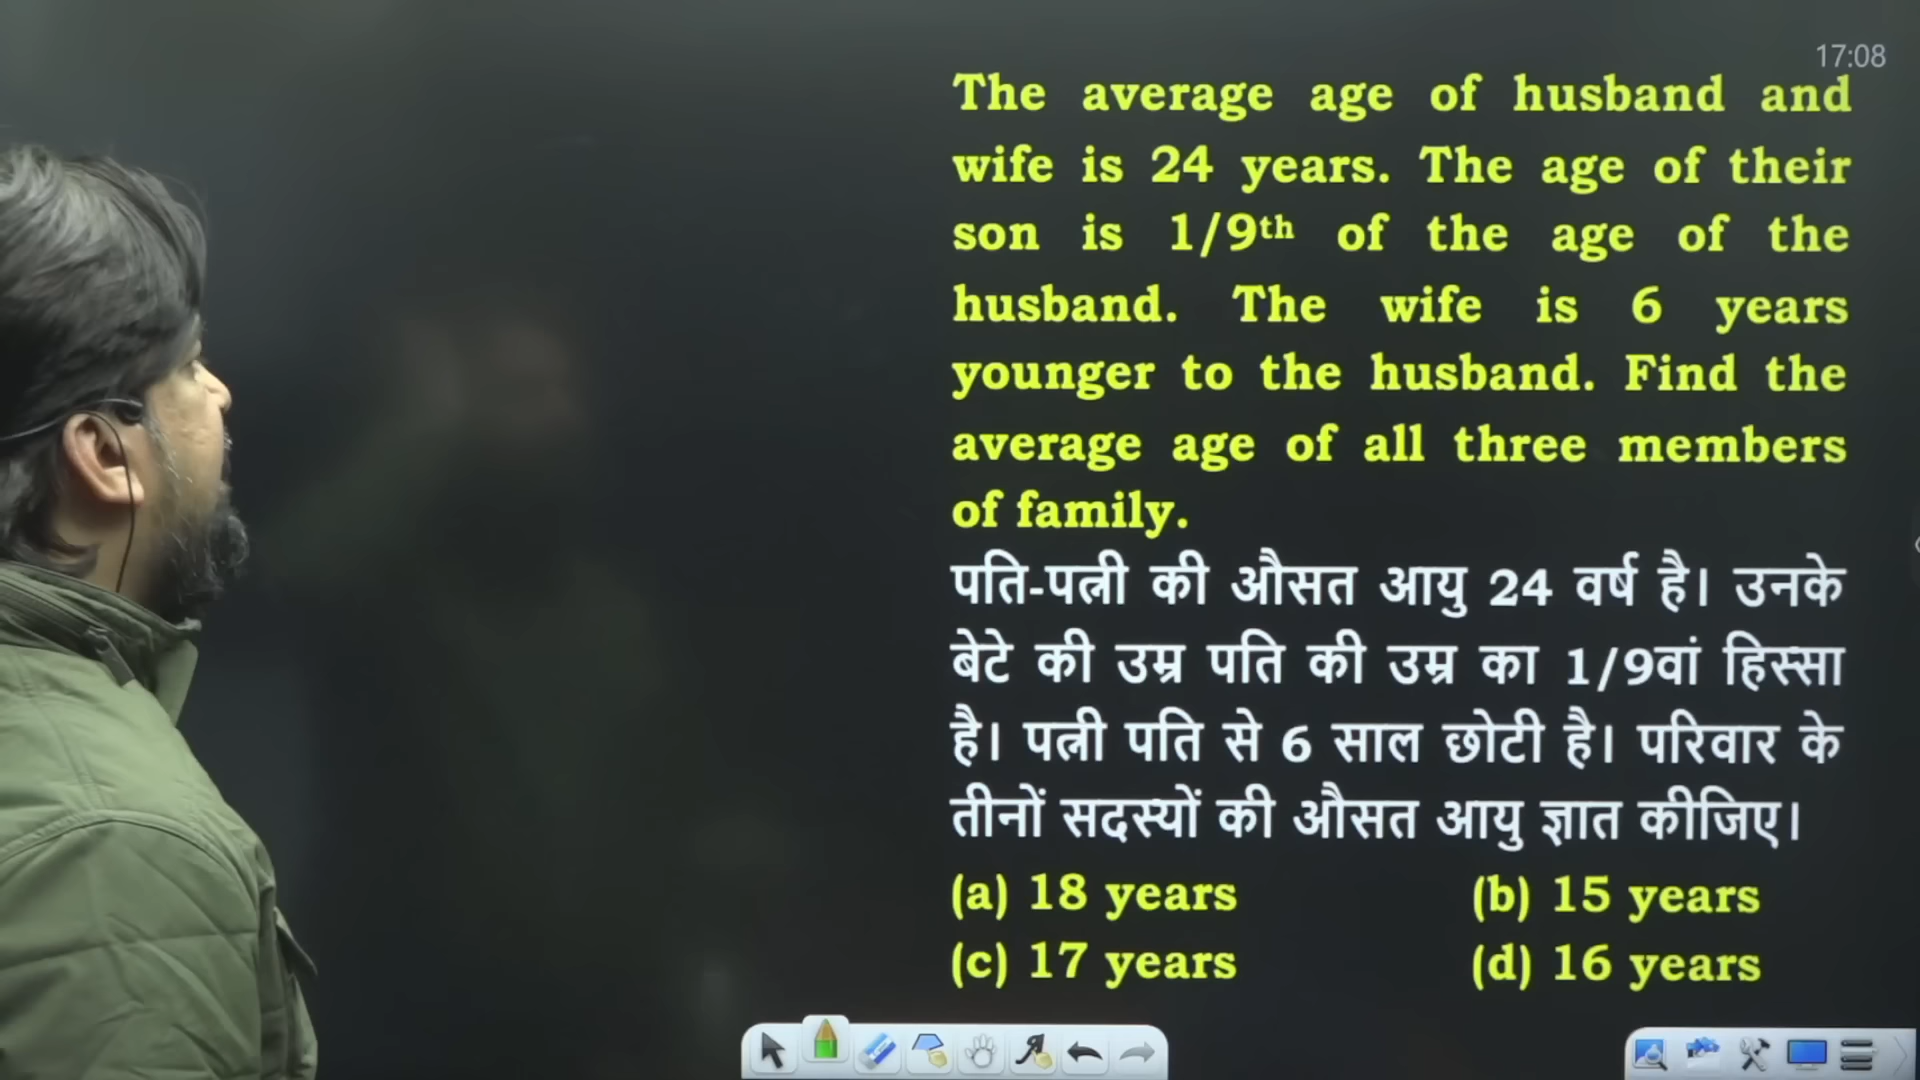 17:08
The average age of husband and
wife is 24 years. The age of their
son is 1/9th of the age of the
husband. The wife is 6 years
younger to the husband. Find the
average age of all three members
of family.
पति-पत्नी की औसत आयु 24 वर्ष है। उनके
बेटे की उम्र पति की उम्र का 1/9वां हिस्सा
है। पत्नी पति से 6 साल छोटी है। परिवार के
तीनों सदस्यों की औसत आयु ज्ञात कीजिए।
(a) 18 years (b) 15 years
(c) 17 years (d) 16 years